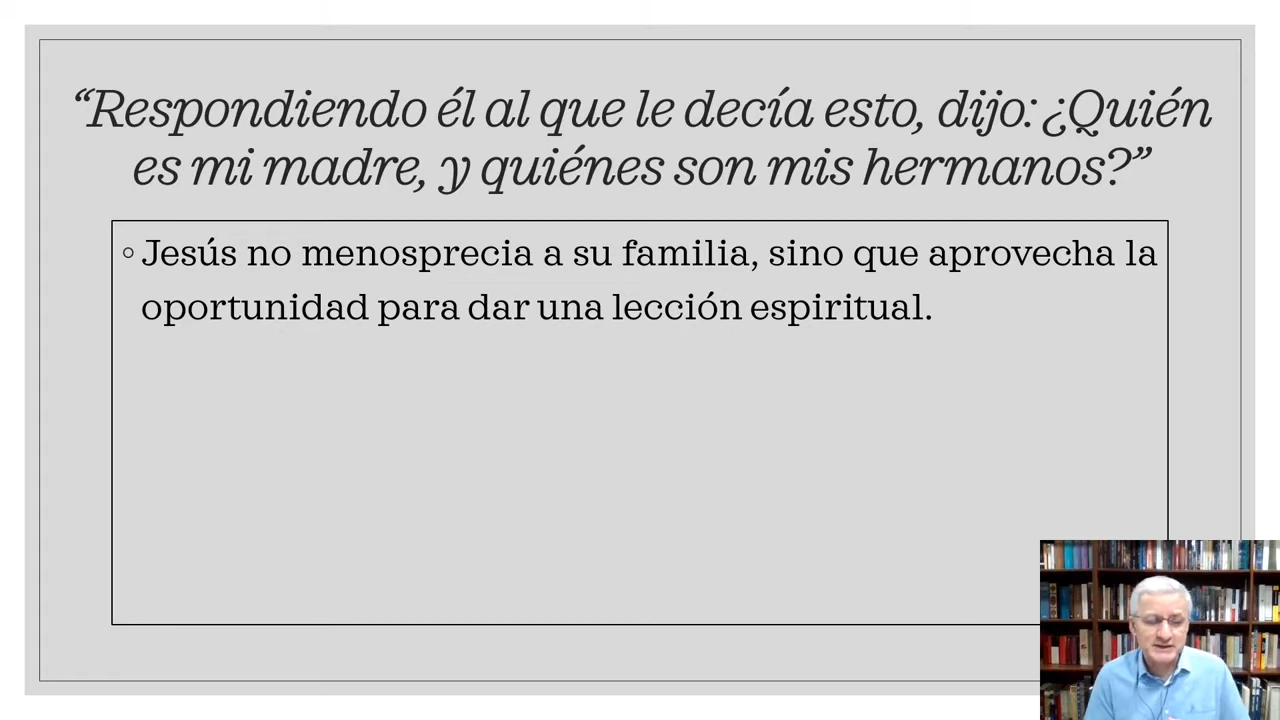 “Respondiendo él al que le decía esto, dijo: ¿Quién
es mi madre, y quiénes son mis hermanos?”
◦ Jesús no menosprecia a su familia, sino que aprovecha la
oportunidad para dar una lección espiritual.